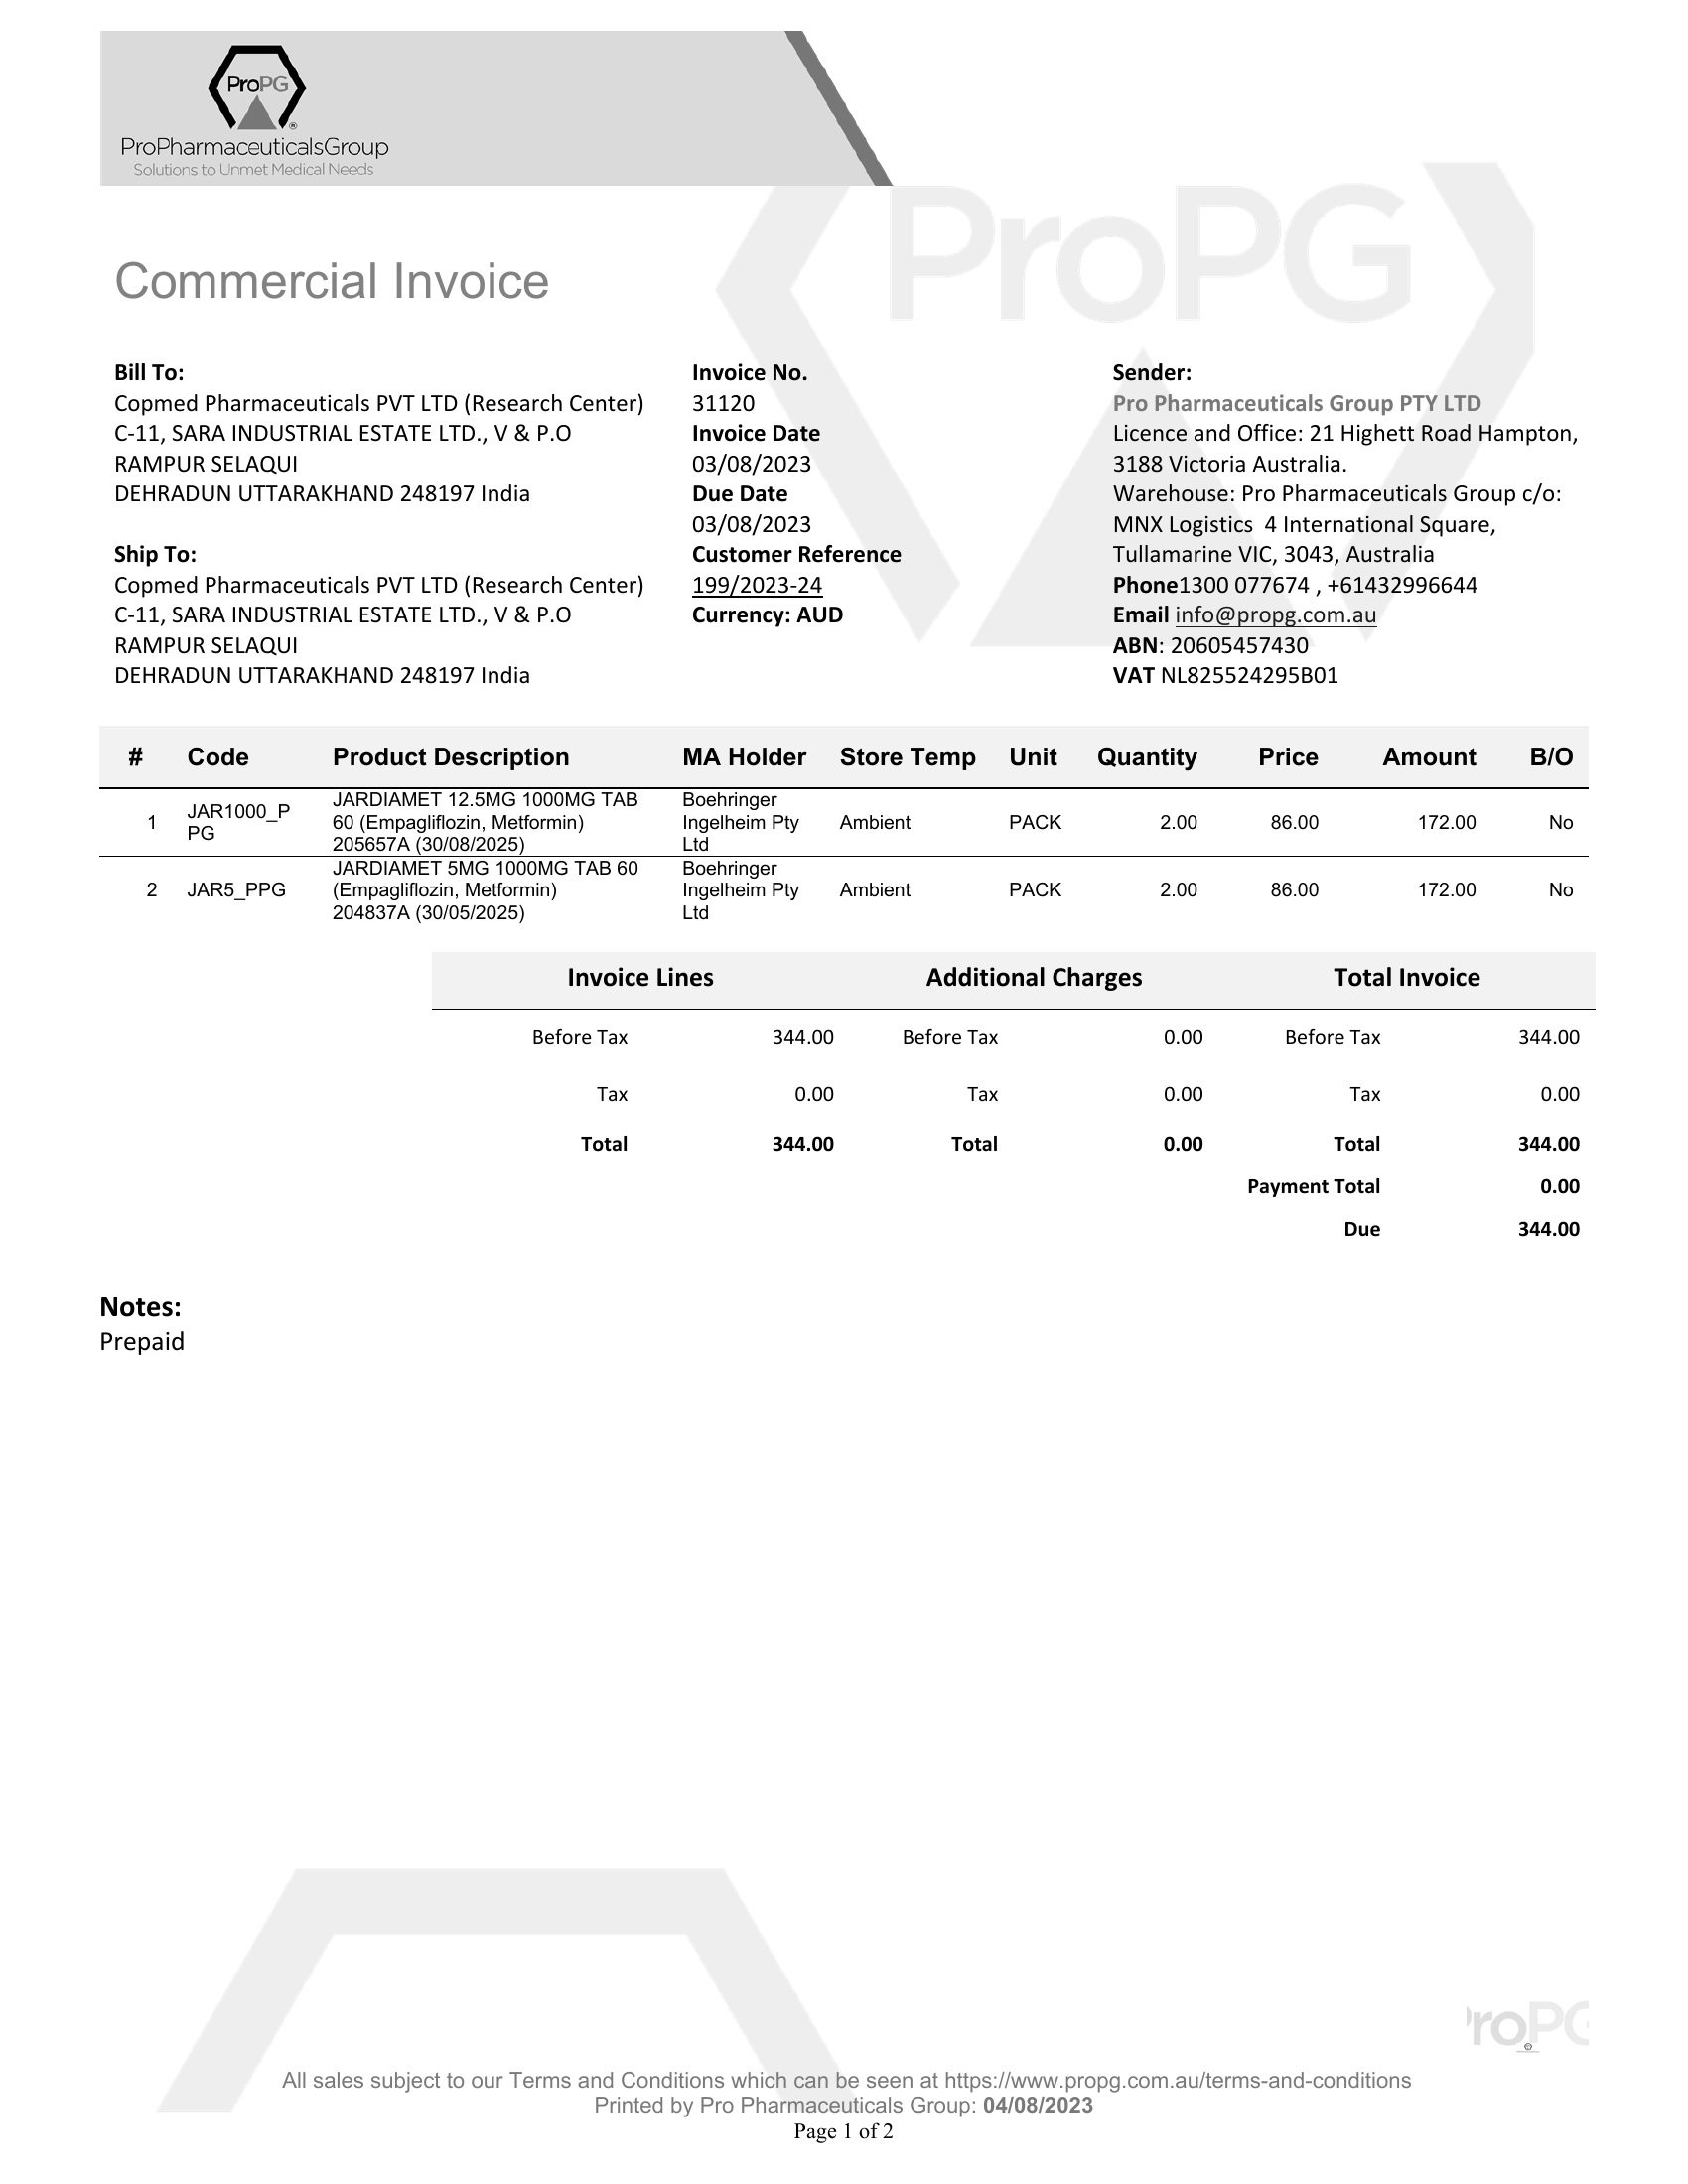 ProPG
®
ProPharmaceuticalsGroup
Solutions to Unmet Medical Needs
ProPG
Commercial Invoice
Bill To:
Copmed Pharmaceuticals PVT LTD (Research Center)
C-11, SARA INDUSTRIAL ESTATE LTD., V & P.O
RAMPUR SELAQUI
DEHRADUN UTTARAKHAND 248197 India
Ship To:
Copmed Pharmaceuticals PVT LTD (Research Center)
C-11, SARA INDUSTRIAL ESTATE LTD., V & P.O
RAMPUR SELAQUI
DEHRADUN UTTARAKHAND 248197 India
Invoice No.
31120
Invoice Date
03/08/2023
Due Date
03/08/2023
Customer Reference
199/2023-24
Currency: AUD
Sender:
Pro Pharmaceuticals Group PTY LTD
Licence and Office: 21 Highett Road Hampton,
3188 Victoria Australia.
Warehouse: Pro Pharmaceuticals Group c/o:
MNX Logistics  4 International Square,
Tullamarine VIC, 3043, Australia
Phone1300 077674 , +61432996644
Email info@propg.com.au
ABN: 20605457430
VAT NL825524295B01
# Code Product Description MA Holder Store Temp Unit Quantity Price Amount B/O
1 JAR1000_P
PG
JARDIAMET 12.5MG 1000MG TAB
60 (Empagliflozin, Metformin)
205657A (30/08/2025)
Boehringer
Ingelheim Pty
Ltd
Ambient PACK 2.00 86.00 172.00 No
2 JAR5_PPG
JARDIAMET 5MG 1000MG TAB 60
(Empagliflozin, Metformin)
204837A (30/05/2025)
Boehringer
Ingelheim Pty
Ltd
Ambient PACK 2.00 86.00 172.00 No
Invoice Lines Additional Charges Total Invoice
Before Tax 344.00 Before Tax 0.00 Before Tax 344.00
Tax 0.00 Tax 0.00 Tax 0.00
Total 344.00 Total 0.00 Total 344.00
Payment Total 0.00
Due 344.00
Notes:
Prepaid
ProPG
All sales subject to our Terms and Conditions which can be seen at https://www.propg.com.au/terms-and-conditions
Printed by Pro Pharmaceuticals Group: 04/08/2023
Page 1 of 2